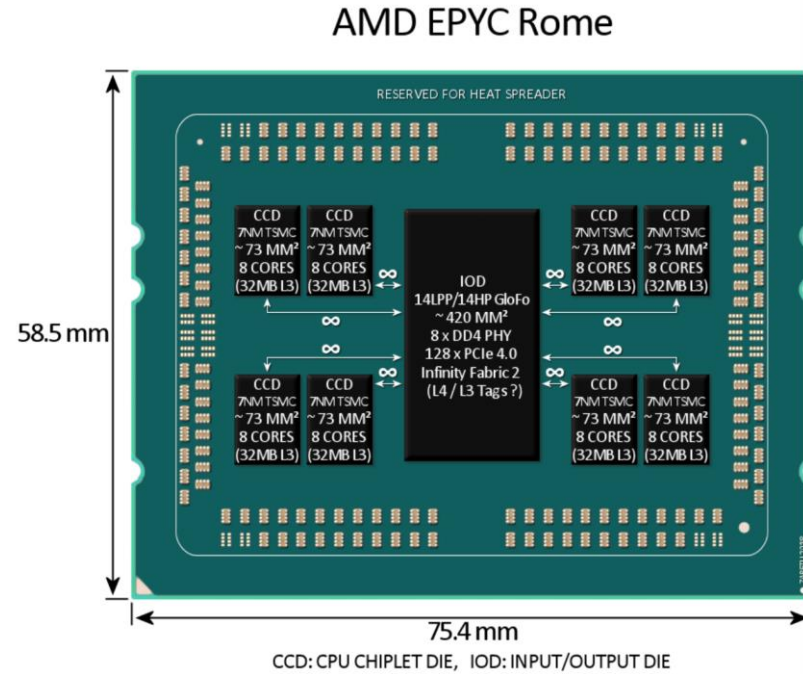 AMD EPYC Rome
RESERVED FOR HEAT SPREADER
CCD
7NM TSMC
~ 73 MM²
8 CORES
(32MB L3)
CCD
7NM TSMC
~ 73 MM²
8 CORES
(32MB L3)
∞
∞
IOD
14LPP/14HP GloFo
~ 420 MM²
8 x DD4 PHY
128 x PCIe 4.0
Infinity Fabric 2
(L4 / L3 Tags ?)
∞
∞
CCD
7NM TSMC
~ 73 MM²
8 CORES
(32MB L3)
CCD
7NM TSMC
~ 73 MM²
8 CORES
(32MB L3)
58.5 mm
∞
∞
CCD
7NM TSMC
~ 73 MM²
8 CORES
(32MB L3)
CCD
7NM TSMC
~ 73 MM²
8 CORES
(32MB L3)
∞
∞
CCD
7NM TSMC
~ 73 MM²
8 CORES
(32MB L3)
CCD
7NM TSMC
~ 73 MM²
8 CORES
(32MB L3)
75.4 mm
CCD: CPU CHIPLET DIE, IOD: INPUT/OUTPUT DIE